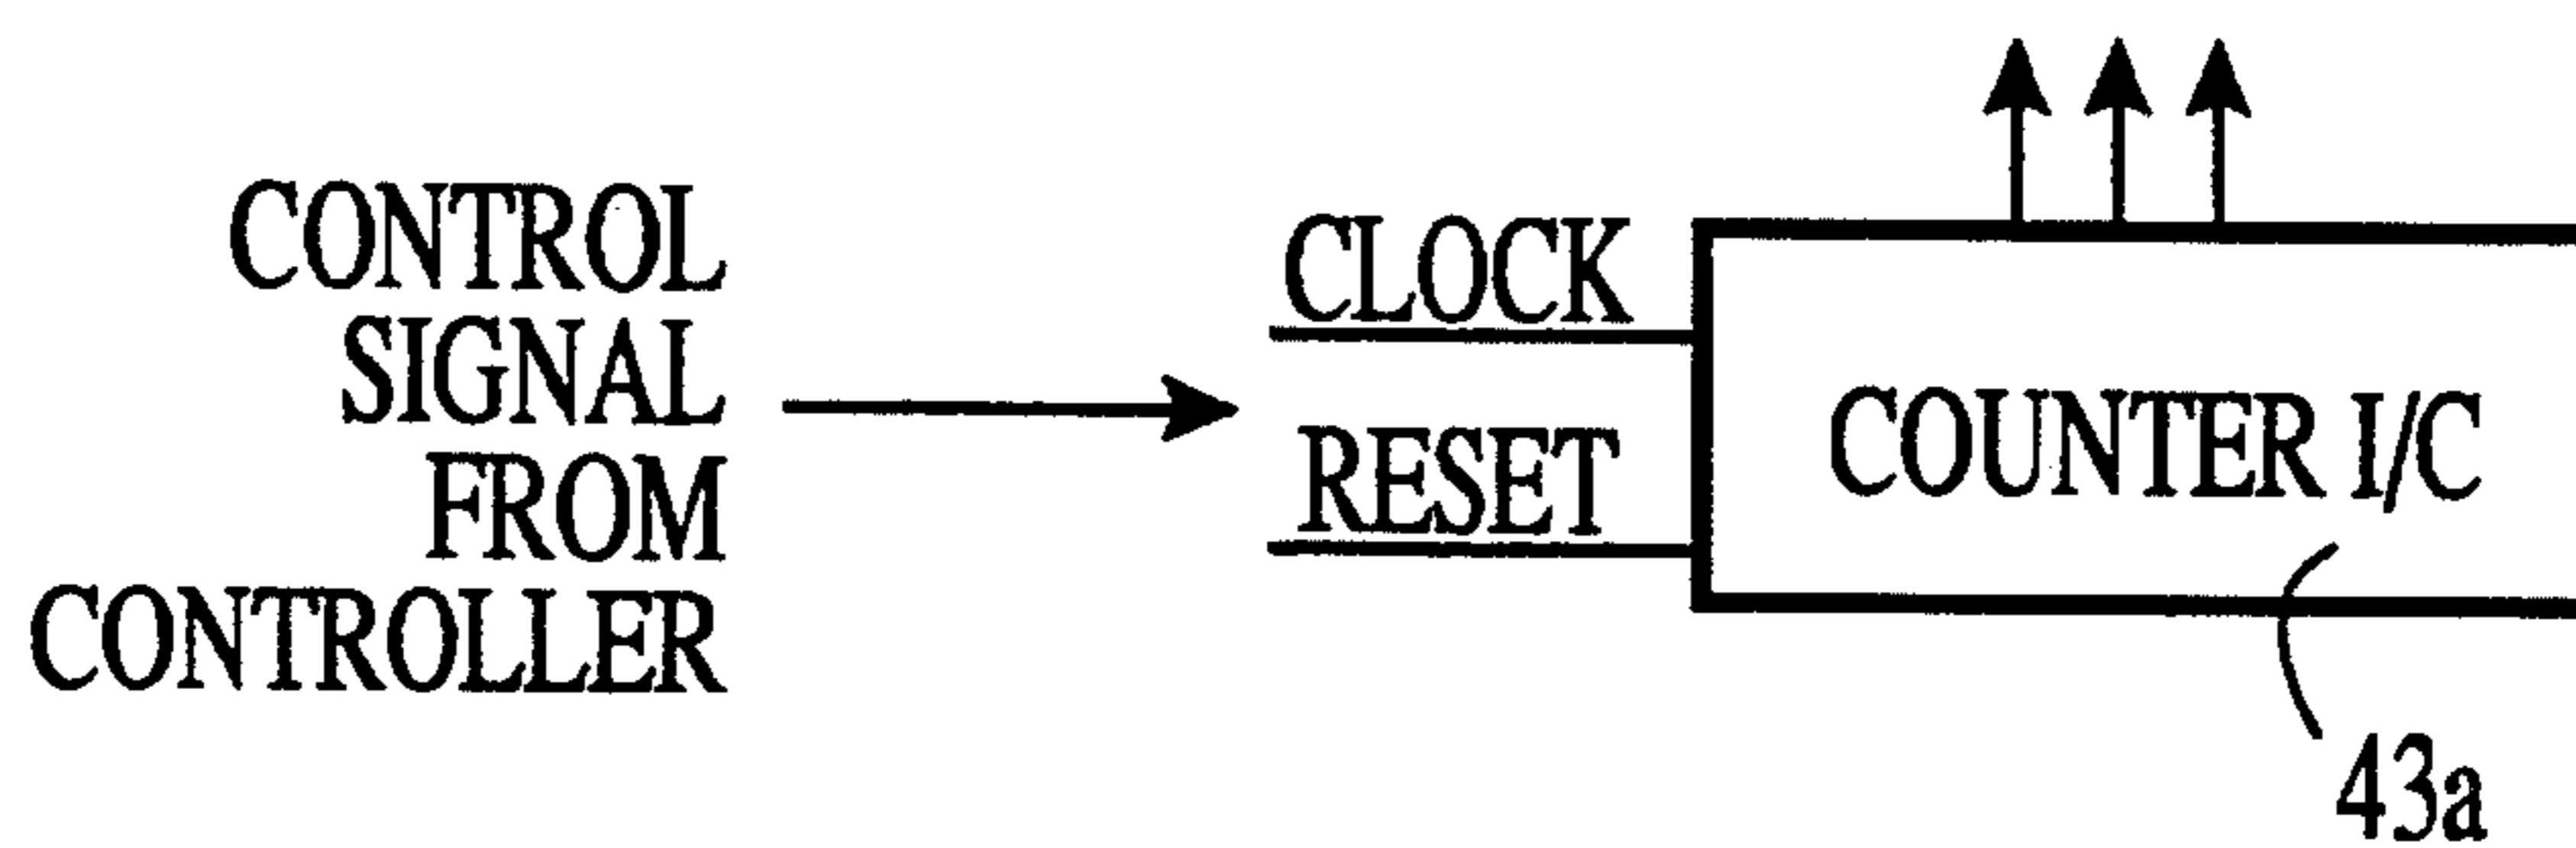 CONTROL
SIGNAL
FROM
CONTROLLER
CLOCK
RESET
COUNTER I/C
43a